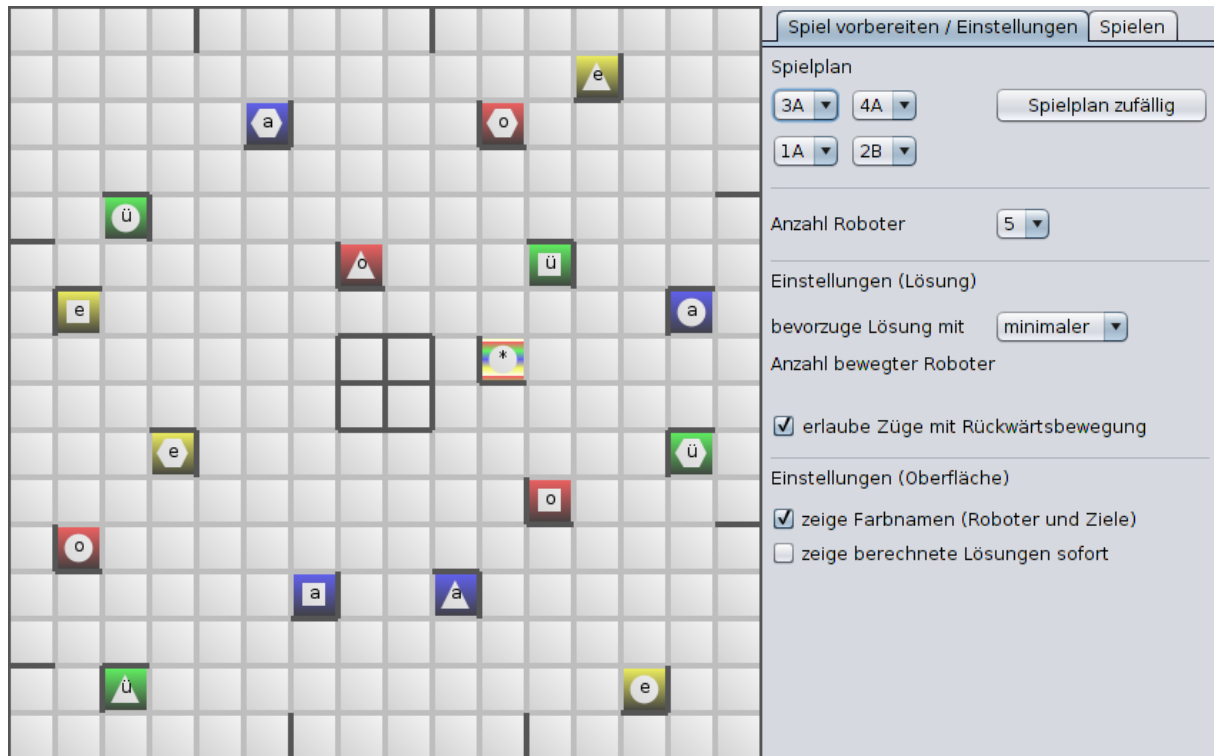 Spiel vorbereiten / Einstellungen Spielen
Spielplan
3A 4A Spielplan zufällig
1A 2B
Anzahl Roboter 5
Einstellungen (Lösung)
bevorzuge Lösung mit minimaler
Anzahl bewegter Roboter
erlaube Züge mit Rückwärtsbewegung
Einstellungen (Oberfläche)
zeige Farbnamen (Roboter und Ziele)
zeige berechnete Lösungen sofort
e
a o
ü
o ü
e a
*
e ü
o
o
a a
ü e